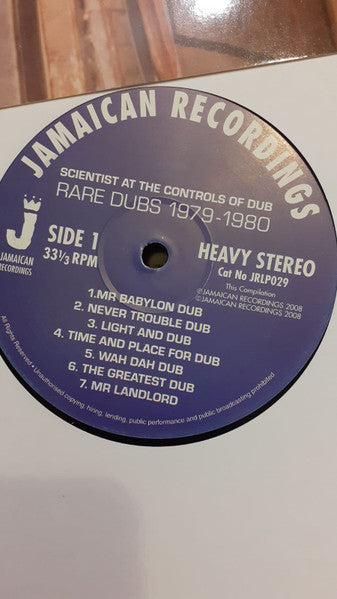 JAMAICAN RECORDINGS
SCIENTIST AT THE CONTROLS OF DUB
RARE DUBS 1979-1980
J
JAMAICAN
RECORDINGS
SIDE 1
33⅓ RPM
HEAVY STEREO
Cat No JRLP029
This Compilation
℗JAMAICAN RECORDINGS 2008
©JAMAICAN RECORDINGS 2008
1.MR BABYLON DUB
2. NEVER TROUBLE DUB
3. LIGHT AND DUB
4. TIME AND PLACE FOR DUB
5. WAH DAH DUB
6. THE GREATEST DUB
7. MR LANDLORD
All Rights Reserved • Unauthorised copying, hiring, lending, public performance and public broadcasting prohibited